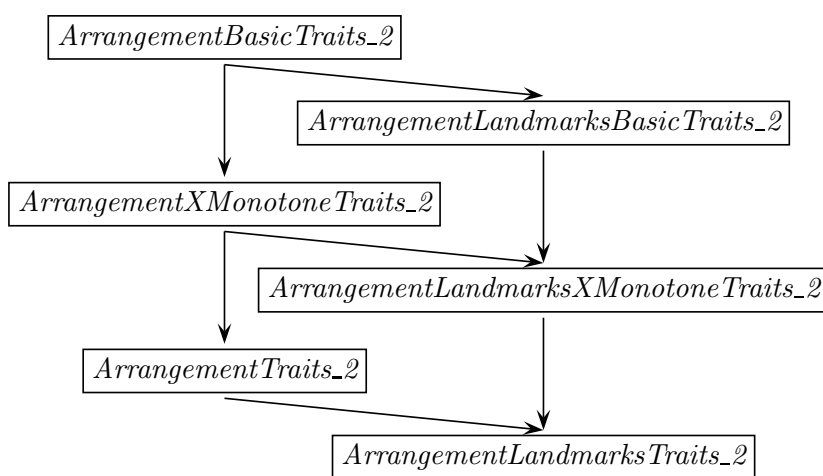 ArrangementBasicTraits_2
ArrangementLandmarksBasicTraits_2
ArrangementXMonotoneTraits_2
ArrangementLandmarksXMonotoneTraits_2
ArrangementTraits_2
ArrangementLandmarksTraits_2